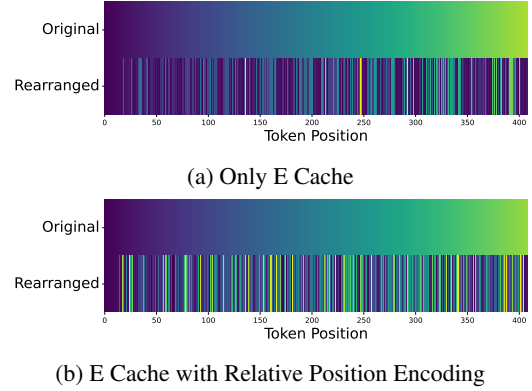 Original
Rearranged
0 50 100 150 200 250 300 350 400
Token Position
(a) Only E Cache
Original
Rearranged
0 50 100 150 200 250 300 350 400
Token Position
(b) E Cache with Relative Position Encoding